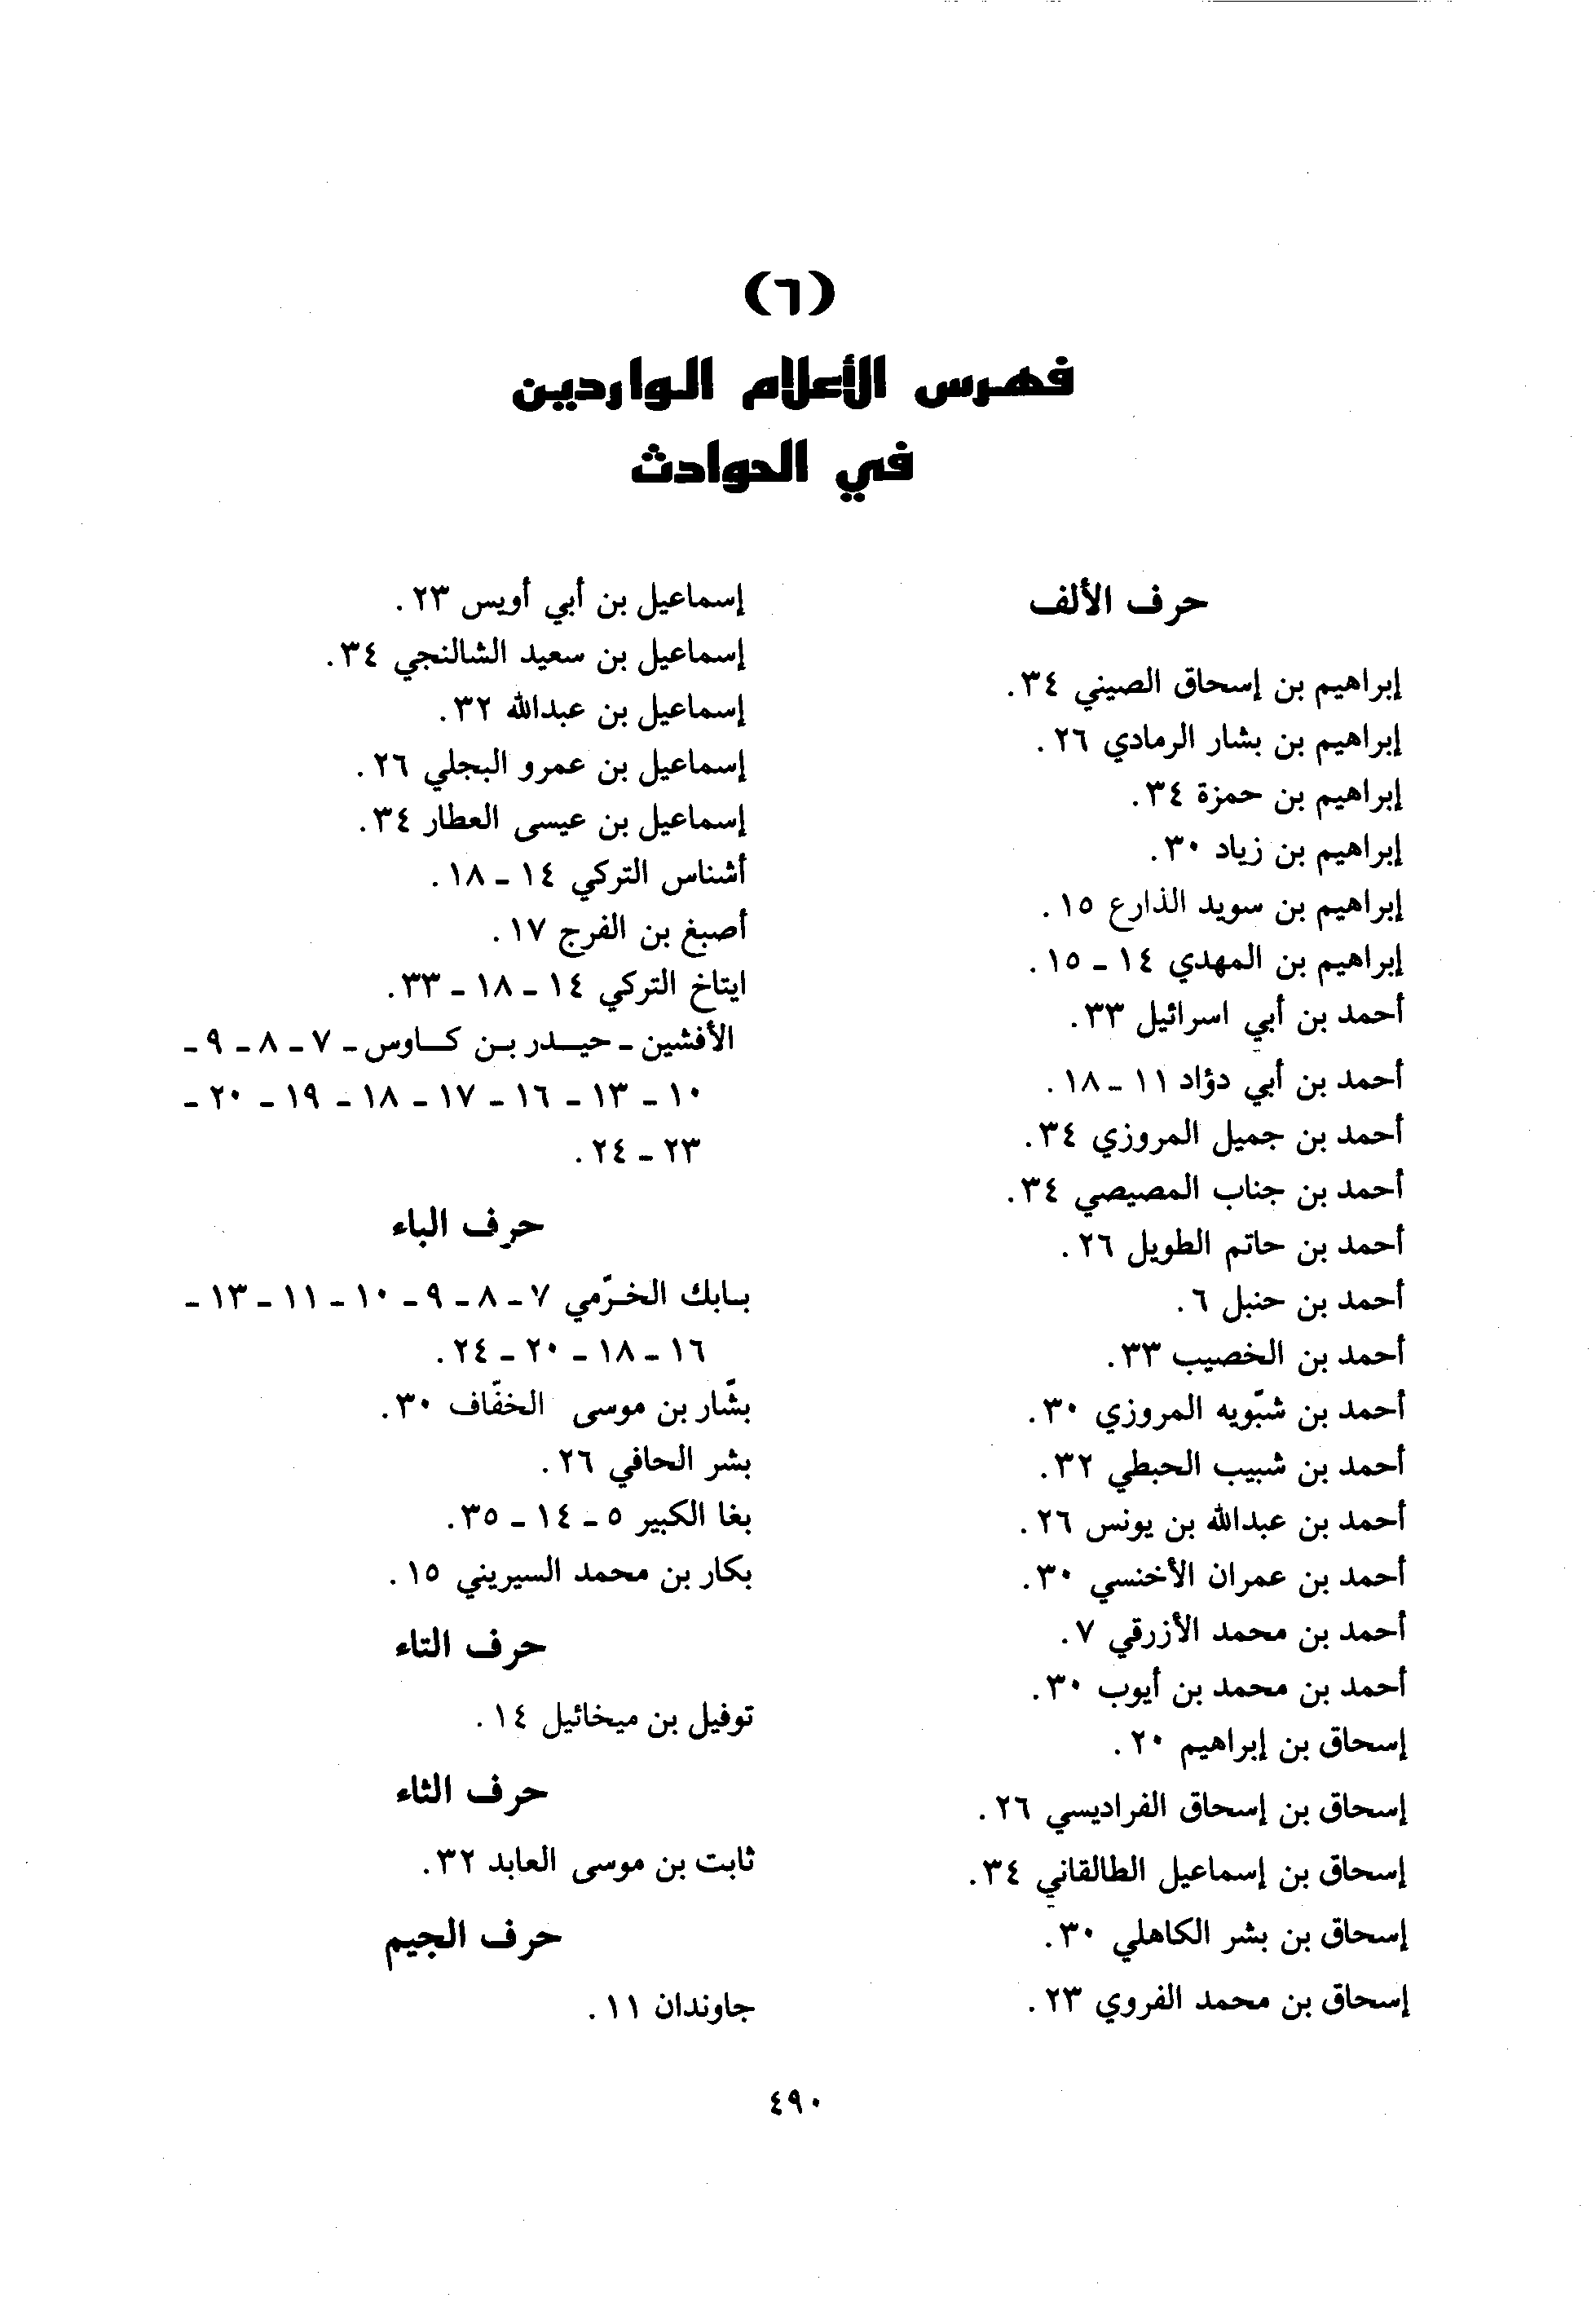 (٦)
فهرس الأعلام الواردين
في الحوادث
حرف الألف
إبراهيم بن إسحاق الصيني ٣٤.
إبراهيم بن بشار الرمادي ٢٦.
إبراهيم بن حمزة ٣٤.
إبراهيم بن زياد ٣٠.
إبراهيم بن سويد الذارع ١٥.
إبراهيم بن المهدي ١٤ - ١٥.
أحمد بن أبي اسرائيل ٣٣.
أحمد بن أبي دؤاد ١١ - ١٨.
أحمد بن جميل المروزي ٣٤.
أحمد بن جناب المصيصي ٣٤.
أحمد بن حاتم الطويل ٢٦.
أحمد بن حنبل ٦.
أحمد بن الخصيب ٣٣.
أحمد بن شبّويه المروزي ٣٠.
أحمد بن شبيب الحبطي ٣٢.
أحمد بن عبدالله بن يونس ٢٦.
أحمد بن عمران الأخنسي ٣٠.
أحمد بن محمد الأزرقي ٧.
أحمد بن محمد بن أيوب ٣٠.
إسحاق بن إبراهيم ٢٠.
إسحاق بن إسحاق الفراديسي ٢٦.
إسحاق بن إسماعيل الطالقاني ٣٤.
إسحاق بن بشر الكاهلي ٣٠.
إسحاق بن محمد الفروي ٢٣.
إسماعيل بن أبي أويس ٢٣.
إسماعيل بن سعيد الشالنجي ٣٤.
إسماعيل بن عبدالله ٣٢.
إسماعيل بن عمرو البجلي ٢٦.
إسماعيل بن عيسى العطار ٣٤.
أشناس التركي ١٤ - ١٨.
أصبغ بن الفرج ١٧.
ايتاخ التركي ١٤ - ١٨ - ٣٣.
الأفشين - حيـدر بـن كـاوس - ٧ - ٨ - ٩ -
١٠ - ١٣ - ١٦ - ١٧ - ١٨ - ١٩ - ٢٠ -
٢٣ - ٢٤.
حرف الباء
بـابك الخـرّمي ٧ - ٨ - ٩ - ١٠ - ١١ - ١٣ -
١٦ - ١٨ - ٢٠ - ٢٤.
بشّار بن موسى الخفّاف ٣٠.
بشر الحافي ٢٦.
بغا الكبير ٥ - ١٤ - ٣٥.
بكار بن محمد السيريني ١٥.
حرف التاء
توفيل بن ميخائيل ١٤.
حرف الثاء
ثابت بن موسى العابد ٣٢.
حرف الجيم
جاوندان ١١.
٤٩٠